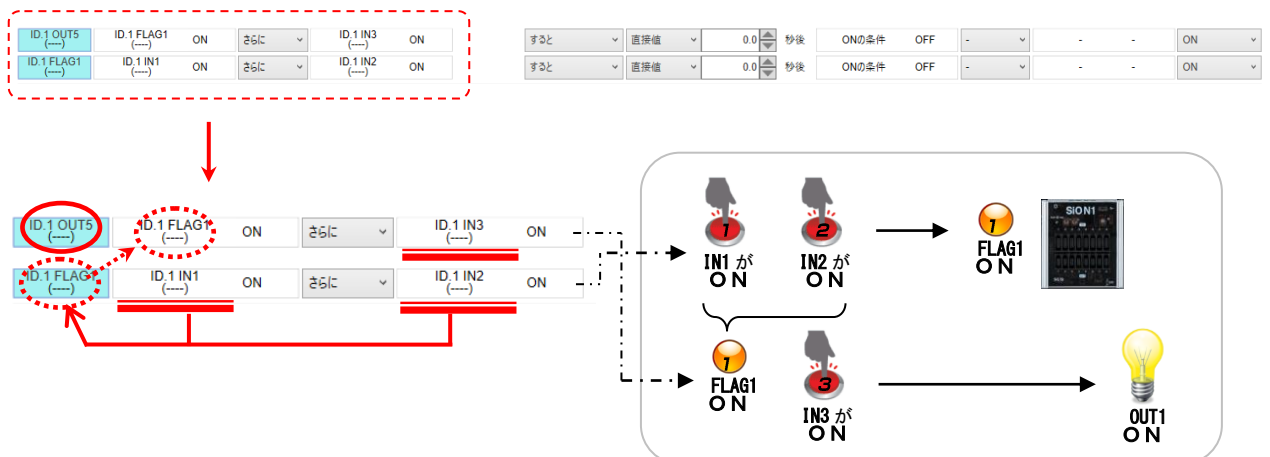 ID.1 OUT5 (----) ID.1 FLAG1 (----) ON さらに ID.1 IN3 (----) ON すると 直接値 0.0 秒後 ONの条件 OFF - - - ON
ID.1 FLAG1 (----) ID.1 IN1 (----) ON さらに ID.1 IN2 (----) ON すると 直接値 0.0 秒後 ONの条件 OFF - - - ON
ID.1 OUT5 (----) ID.1 FLAG1 (----) ON さらに ID.1 IN3 (----) ON
ID.1 FLAG1 (----) ID.1 IN1 (----) ON さらに ID.1 IN2 (----) ON
1 2 1 SiON1
IN1 が ON
IN2 が ON
FLAG1 ON
1 3
FLAG1 ON
IN3 が ON
OUT1 ON